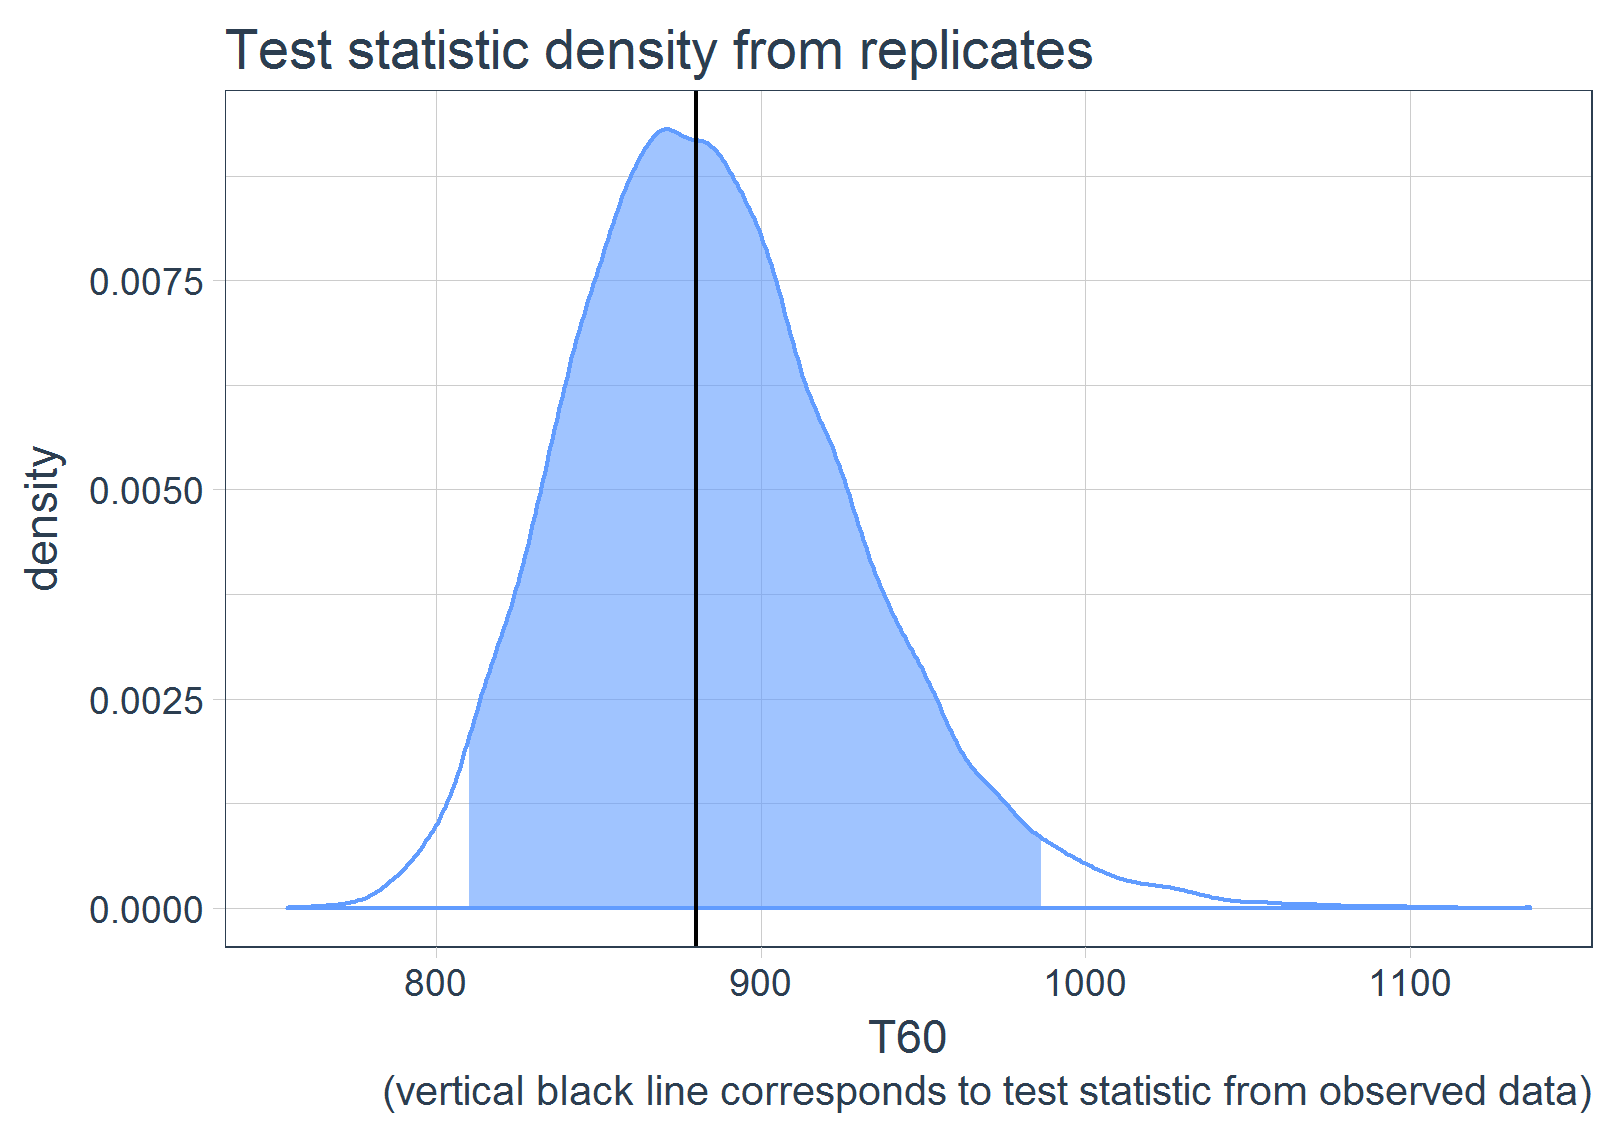 Test statistic density from replicates
density
0.0075
0.0050
0.0025
0.0000
800 900 1000 1100
T60
(vertical black line corresponds to test statistic from observed data)